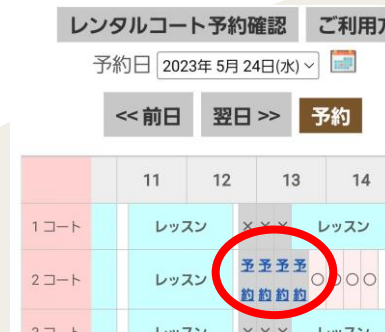 レンタルコート予約確認 ご利用
予約日 2023年 5月 24日(水)
<<前日 翌日 >> 予約
11 12 13 14
1コート レッスン × × × レッスン
2コート レッスン 予約 予約 予約 予約 ○ ○ ○ ○
コート レッスン × × × レッスン